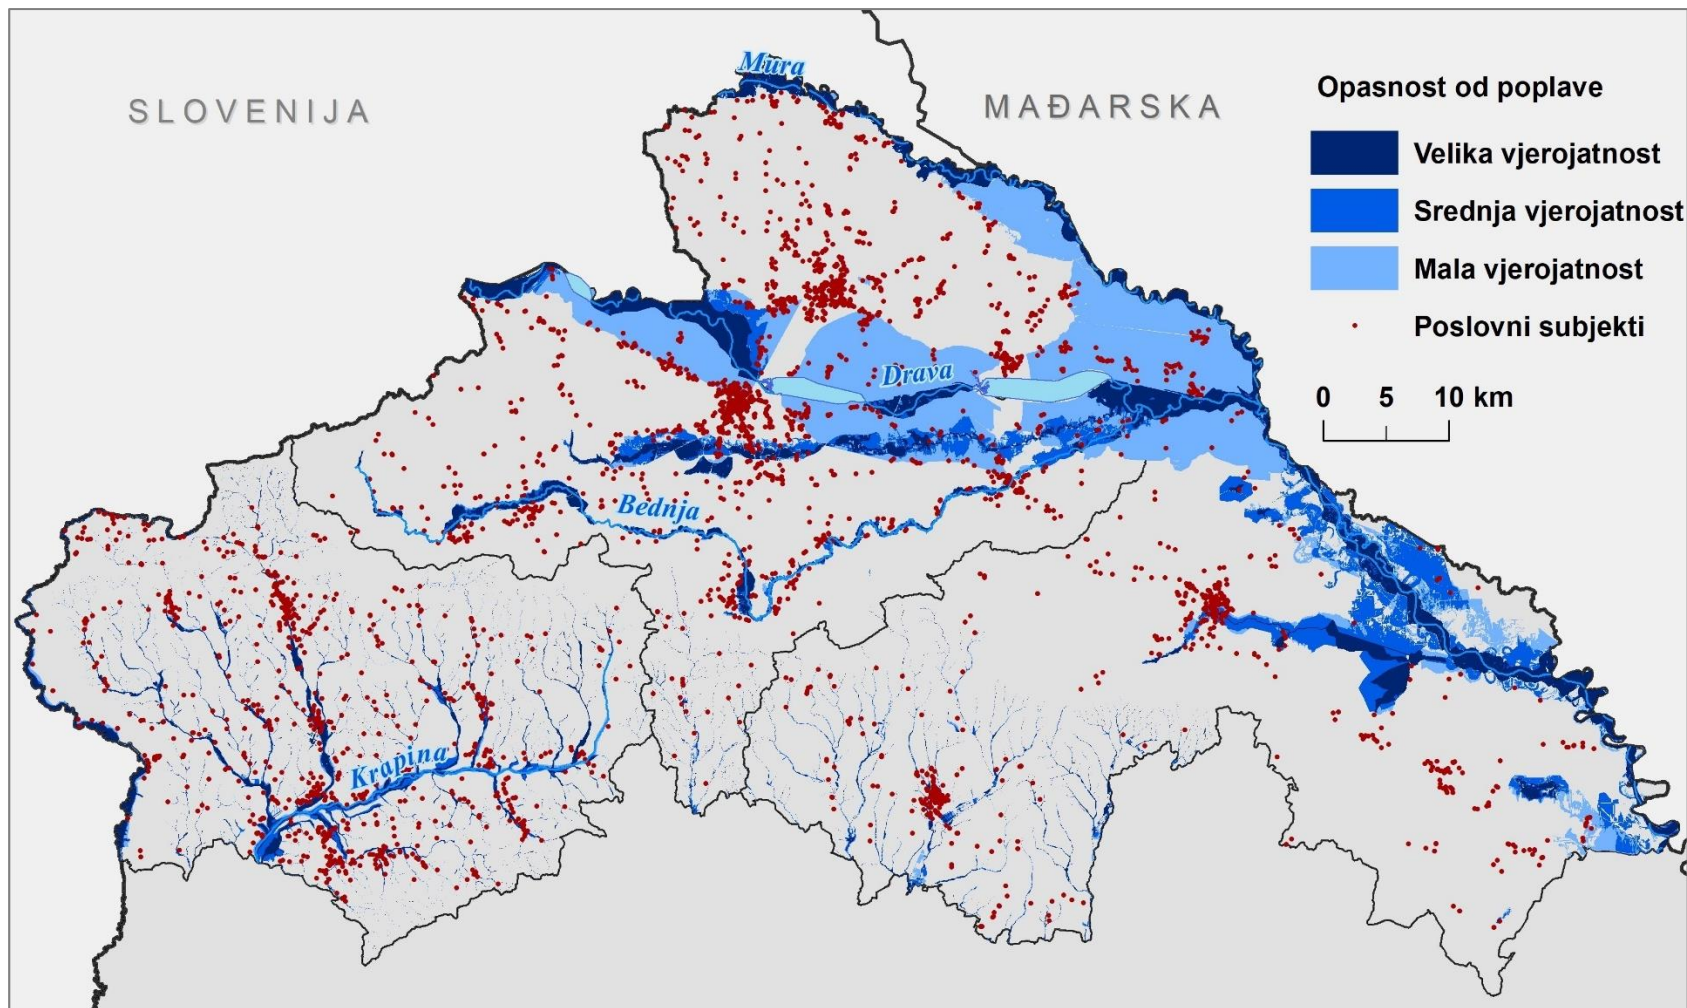 Mura
SLOVENIJA
MAĐARSKA
Opasnost od poplave
Velika vjerojatnost
Srednja vjerojatnost
Mala vjerojatnost
Poslovni subjekti
0 5 10 km
Drava
Bednja
Krapina